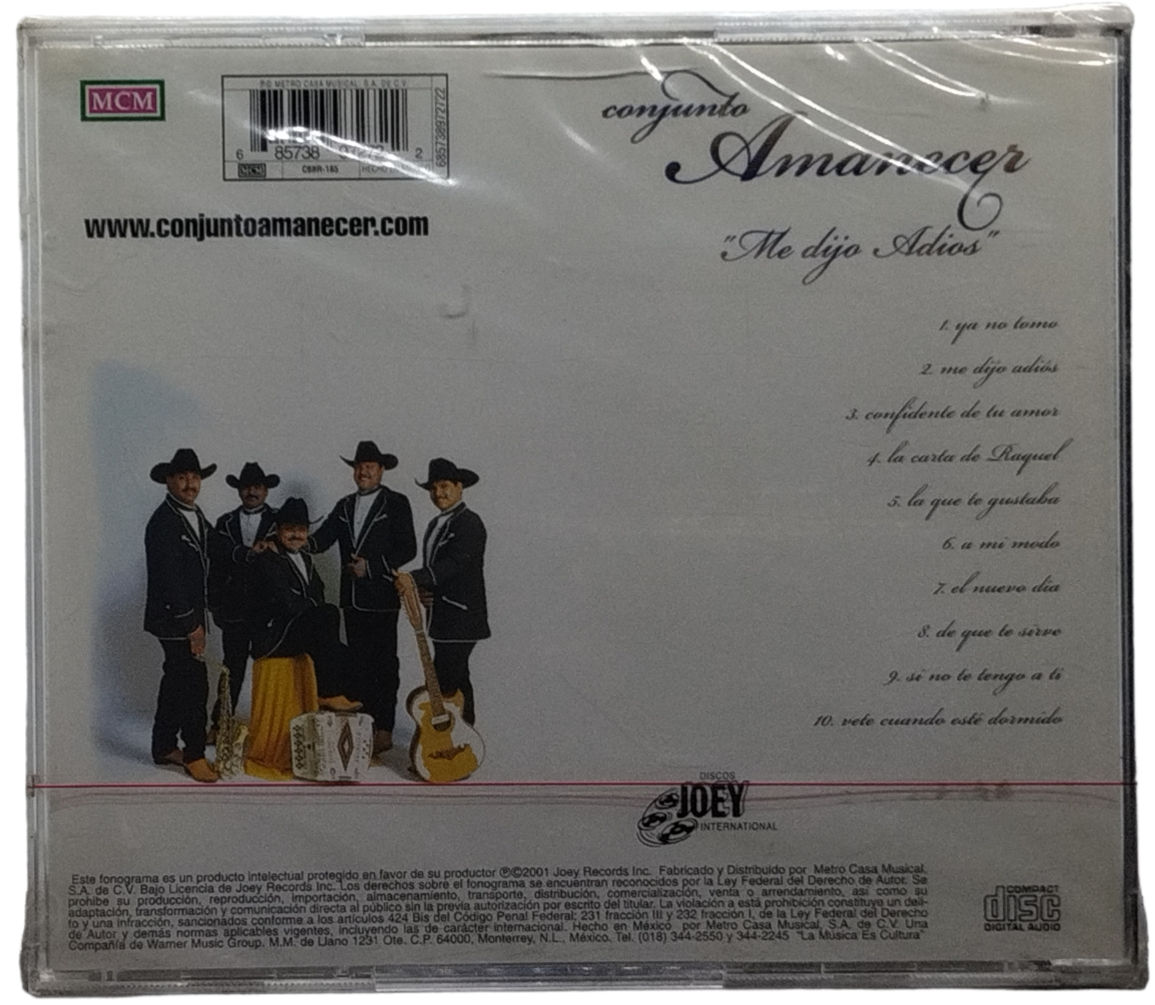 MCM
P.D. METRO CASA MUSICAL, S.A. DE C.V.
6 85738 2
685738972722
MCM CBNR-165 HECHO
www.conjuntoamanecer.com
conjunto
Amanecer
"Me dijo Adios"
1. ya no tomo
2. me dijo adiós
3. confidente de tu amor
4. la carta de Raquel
5. la que te gustaba
6. a mi modo
7. el nuevo día
8. de que te sirve
9. si no te tengo a ti
10. vete cuando esté dormido
DISCOS
JOEY
INTERNATIONAL
Este fonograma es un producto intelectual protegido en favor de su productor ℗©2001 Joey Records Inc. Fabricado y Distribuido por Metro Casa Musical,
S.A. de C.V. Bajo Licencia de Joey Records Inc. Los derechos sobre el fonograma se encuentran reconocidos por la Ley Federal del Derecho de Autor. Se
prohibe su producción, reproducción, importación, almacenamiento, transporte, distribución, comercialización, venta o arrendamiento, así como su
adaptación, transformación y comunicación directa al público sin la previa autorización por escrito del titular. La violación a está prohibición constituye un deli-
to y una infracción, sancionados conforme a los artículos 424 Bis del Código Penal Federal; 231 fracción III y 232 fracción I, de la Ley Federal del Derecho
de Autor y demás normas aplicables vigentes, incluyendo las de carácter internacional. Hecho en México por Metro Casa Musical, S.A. de C.V. Una
Compañía de Warner Music Group. M.M. de Llano 1231 Ote. C.P. 64000, Monterrey, N.L., México. Tel. (018) 344-2550 y 344-2245 "La Música Es Cultura"
COMPACT
disc
DIGITAL AUDIO